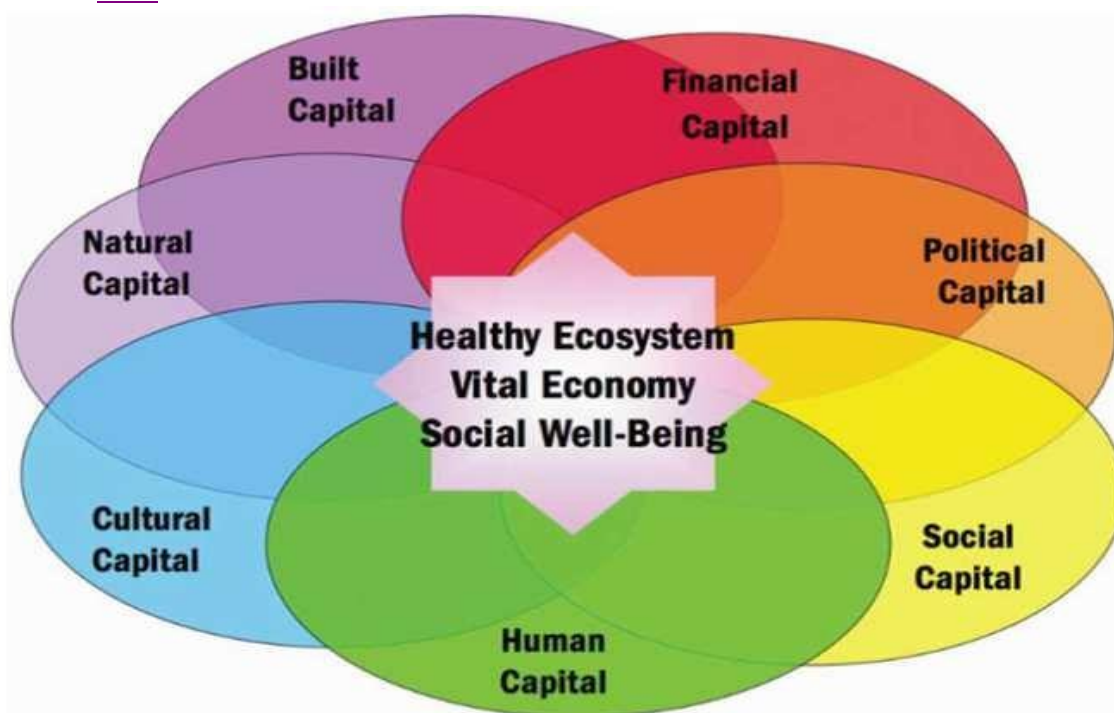 Built
Capital
Financial
Capital
Natural
Capital
Political
Capital
Healthy Ecosystem
Vital Economy
Social Well-Being
Cultural
Capital
Social
Capital
Human
Capital